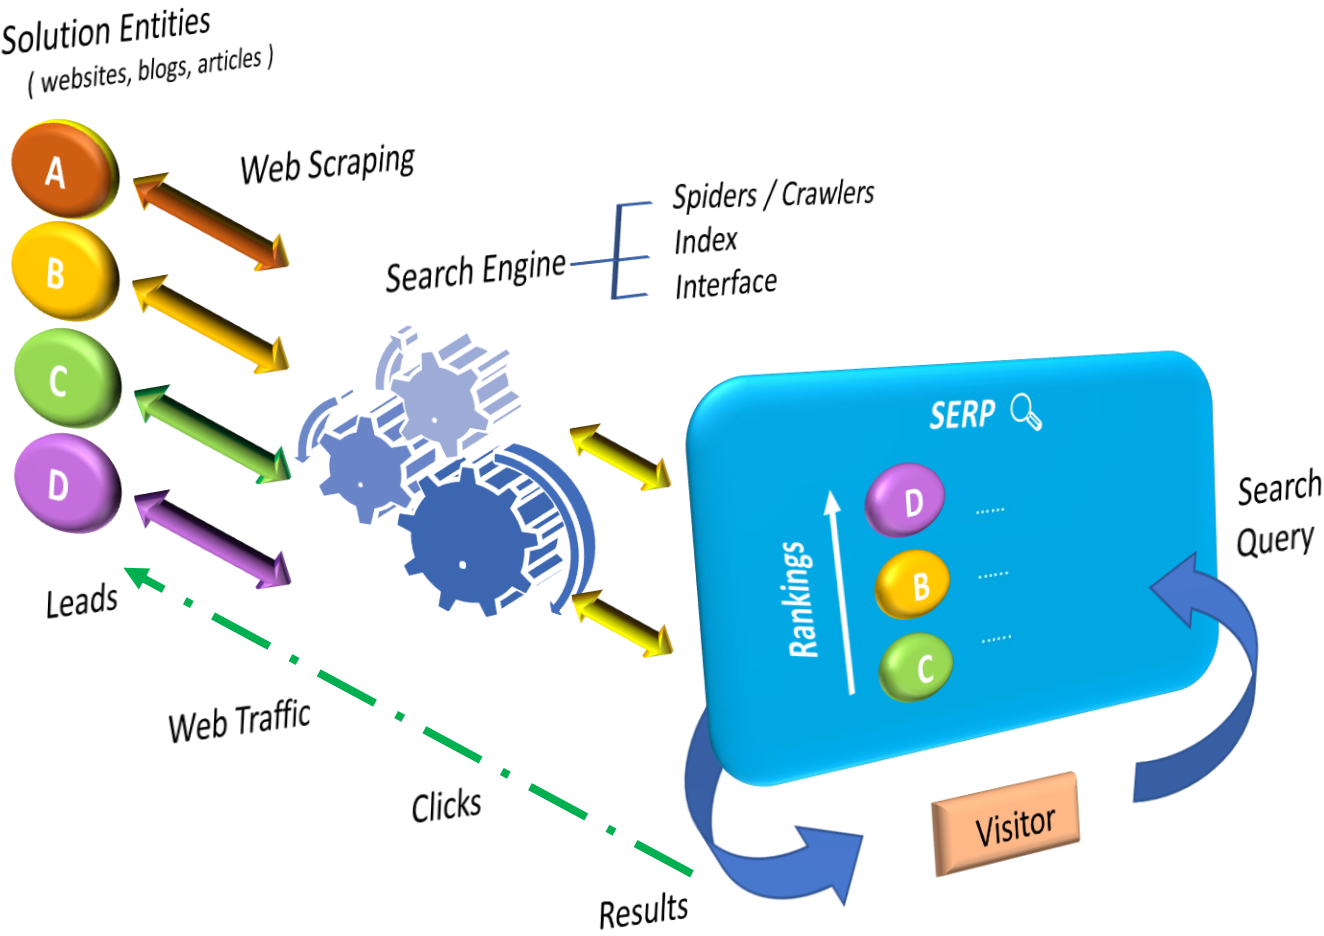 Solution Entities
( websites, blogs, articles )
A
B
C
D
Web Scraping
Search Engine
Spiders / Crawlers
Index
Interface
SERP
Rankings
D ......
B ......
C ......
Search
Query
Visitor
Leads
Web Traffic
Clicks
Results